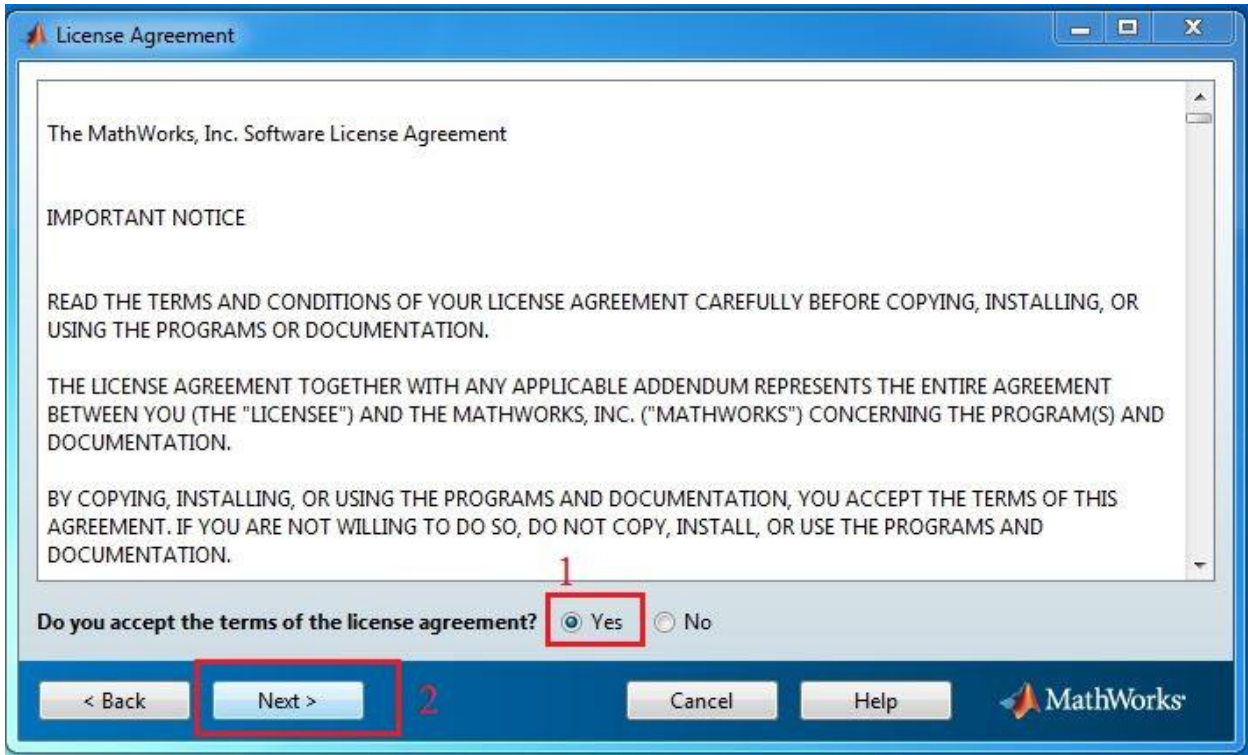 License Agreement
The MathWorks, Inc. Software License Agreement
IMPORTANT NOTICE
READ THE TERMS AND CONDITIONS OF YOUR LICENSE AGREEMENT CAREFULLY BEFORE COPYING, INSTALLING, OR
USING THE PROGRAMS OR DOCUMENTATION.
THE LICENSE AGREEMENT TOGETHER WITH ANY APPLICABLE ADDENDUM REPRESENTS THE ENTIRE AGREEMENT
BETWEEN YOU (THE "LICENSEE") AND THE MATHWORKS, INC. ("MATHWORKS") CONCERNING THE PROGRAM(S) AND
DOCUMENTATION.
BY COPYING, INSTALLING, OR USING THE PROGRAMS AND DOCUMENTATION, YOU ACCEPT THE TERMS OF THIS
AGREEMENT. IF YOU ARE NOT WILLING TO DO SO, DO NOT COPY, INSTALL, OR USE THE PROGRAMS AND
DOCUMENTATION.
1
Do you accept the terms of the license agreement? Yes No
< Back Next > 2 Cancel Help MathWorks